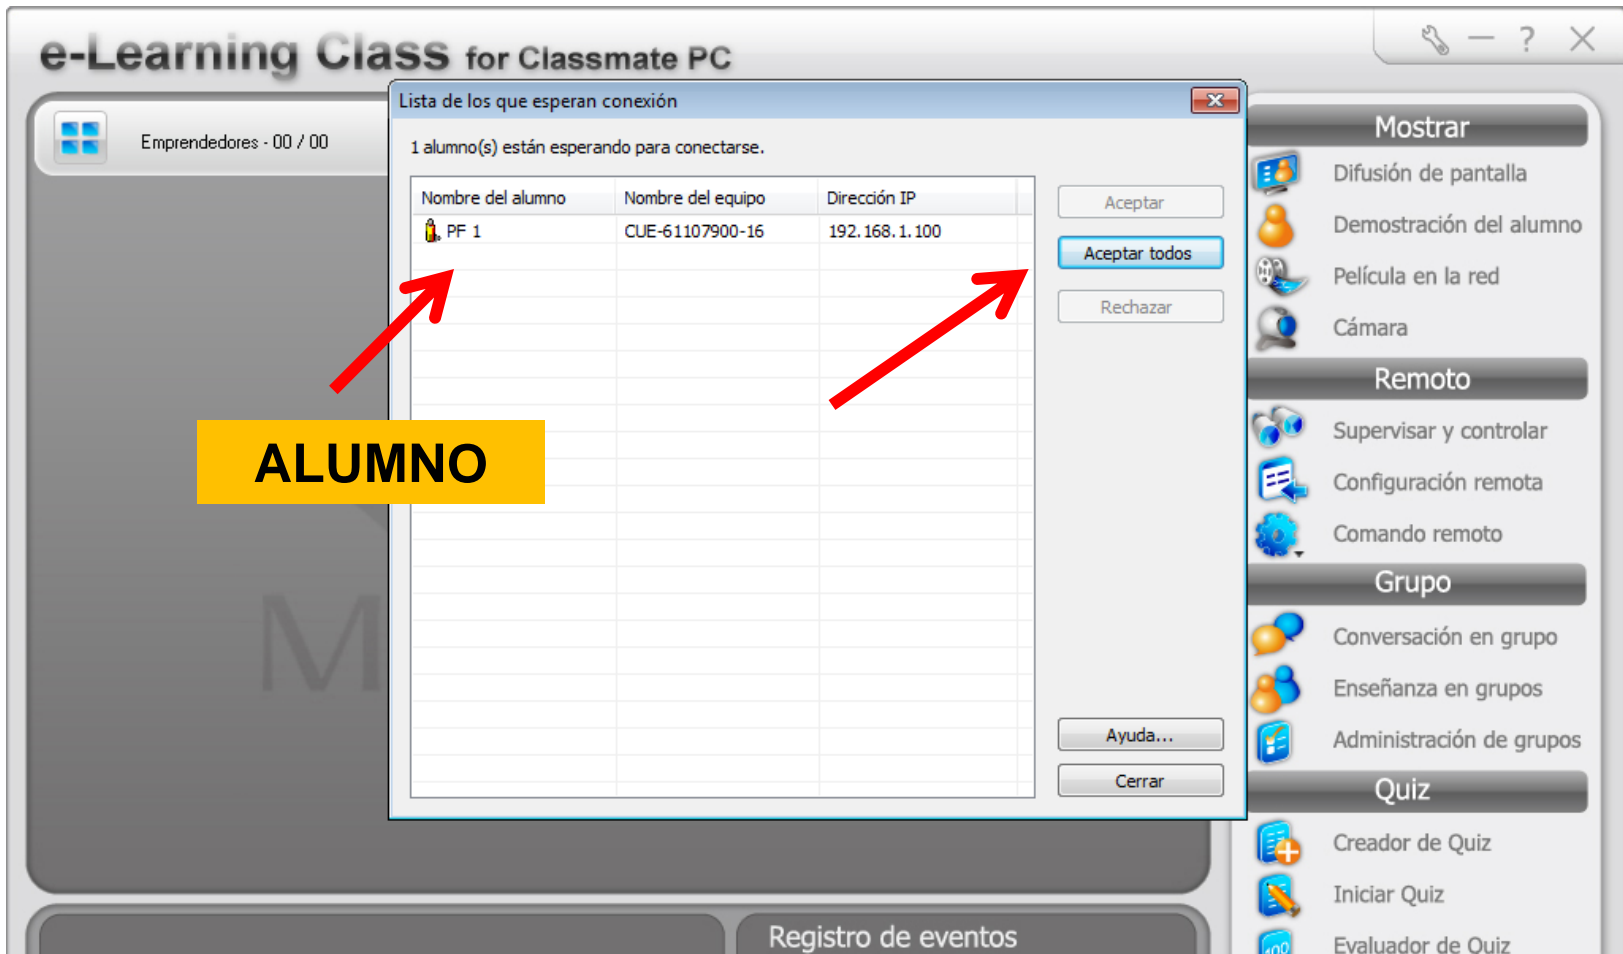 e-Learning Class for Classmate PC
Emprendedores - 00 / 00
Lista de los que esperan conexión
1 alumno(s) están esperando para conectarse.
Nombre del alumno Nombre del equipo Dirección IP
PF 1 CUE-61107900-16 192.168.1.100
Aceptar
Aceptar todos
Rechazar
Ayuda...
Cerrar
ALUMNO
M
Mostrar
Difusión de pantalla
Demostración del alumno
Película en la red
Cámara
Remoto
Supervisar y controlar
Configuración remota
Comando remoto
Grupo
Conversación en grupo
Enseñanza en grupos
Administración de grupos
Quiz
Creador de Quiz
Iniciar Quiz
100
Evaluador de Quiz
Registro de eventos